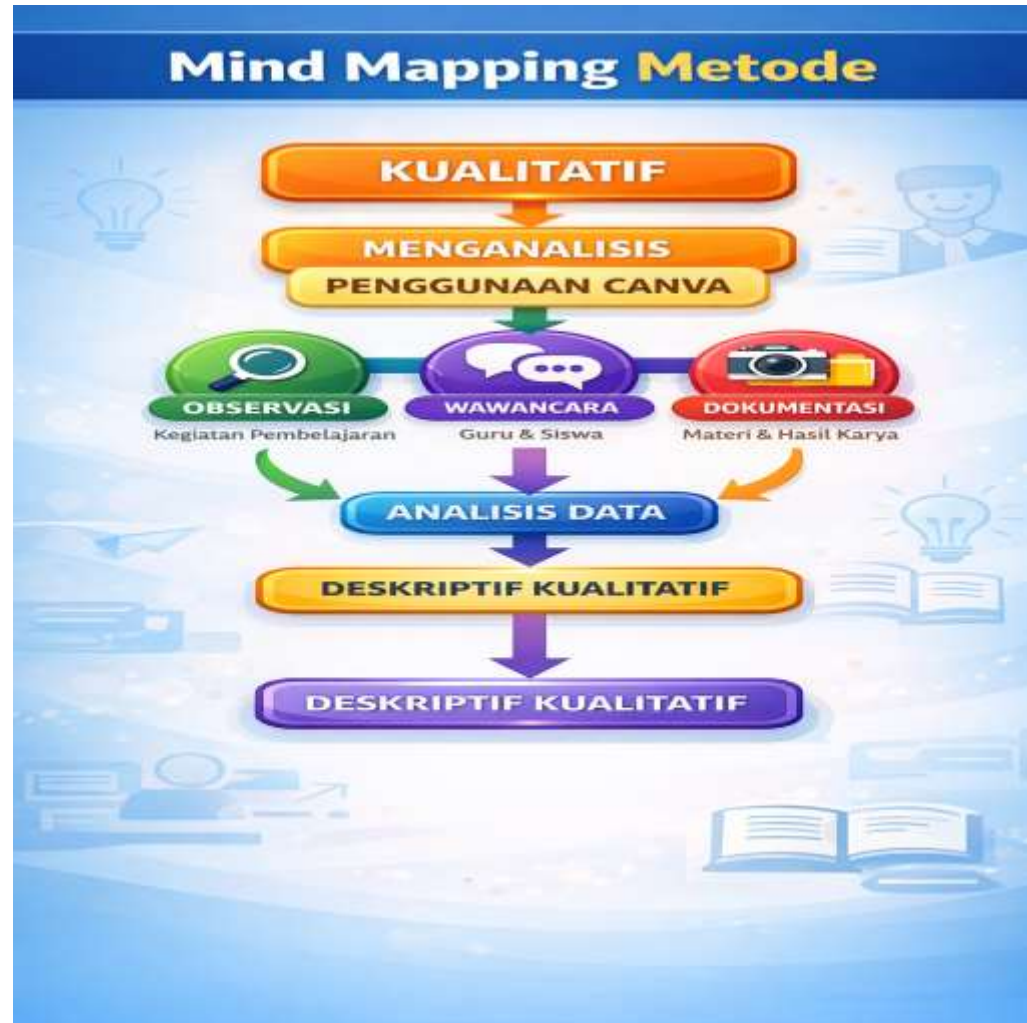 Mind Mapping Metode
KUALITATIF
MENGANALISIS
PENGGUNAAN CANVA
OBSERVASI
Kegiatan Pembelajaran
WAWANCARA
Guru & Siswa
DOKUMENTASI
Materi & Hasil Karya
ANALISIS DATA
DESKRIPTIF KUALITATIF
DESKRIPTIF KUALITATIF